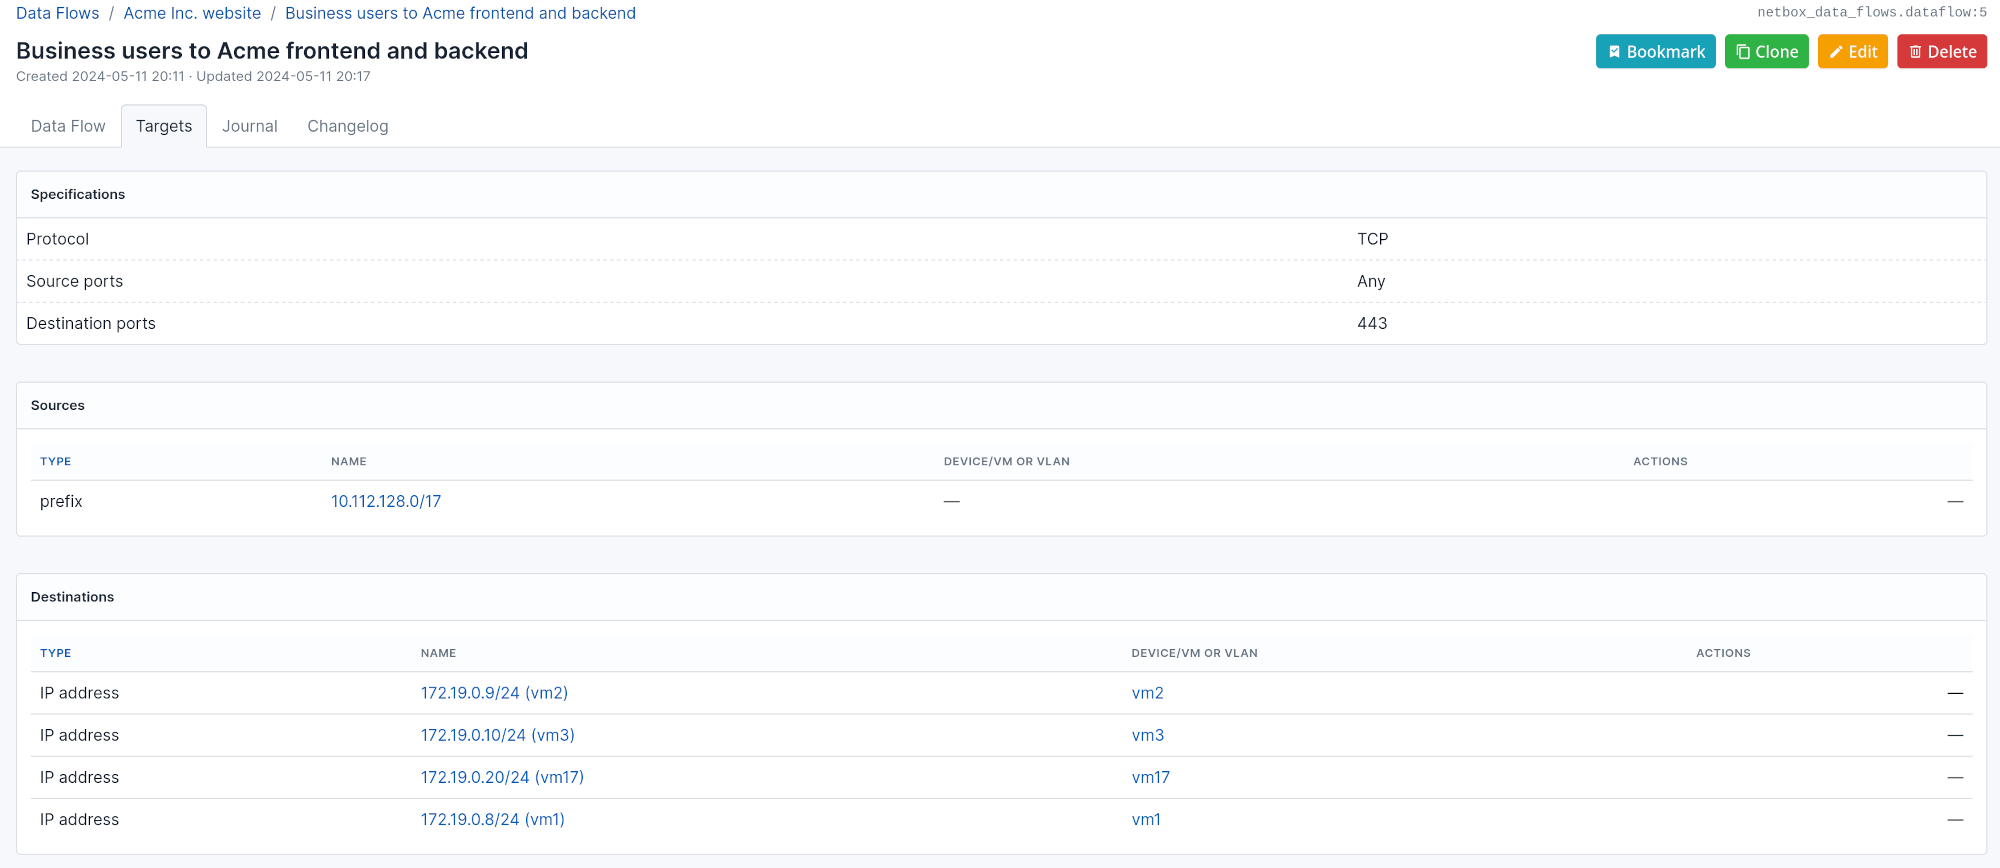 Data Flows / Acme Inc. website / Business users to Acme frontend and backend
netbox_data_flows.dataflow:5
Business users to Acme frontend and backend
Bookmark Clone Edit Delete
Created 2024-05-11 20:11 · Updated 2024-05-11 20:17
Data Flow Targets Journal Changelog
Specifications
Protocol TCP
Source ports Any
Destination ports 443
Sources
TYPE NAME DEVICE/VM OR VLAN ACTIONS
prefix 10.112.128.0/17 — —
Destinations
TYPE NAME DEVICE/VM OR VLAN ACTIONS
IP address 172.19.0.9/24 (vm2) vm2 —
IP address 172.19.0.10/24 (vm3) vm3 —
IP address 172.19.0.20/24 (vm17) vm17 —
IP address 172.19.0.8/24 (vm1) vm1 —